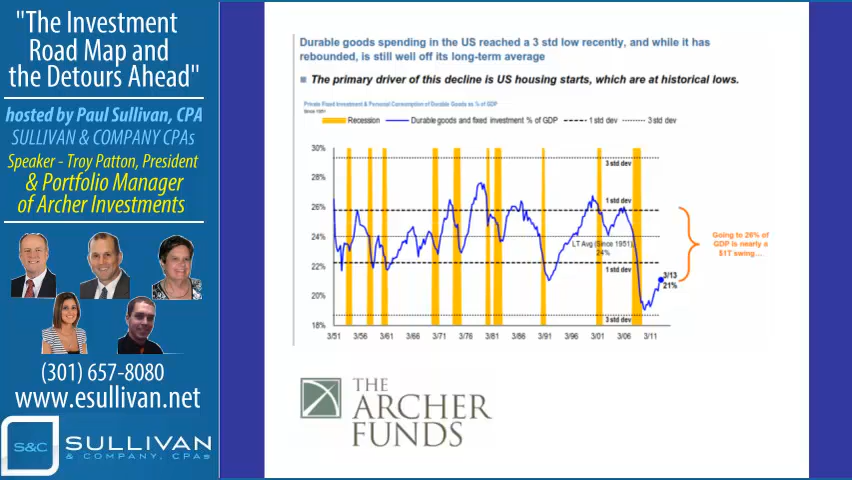 "The Investment
Road Map and
the Detours Ahead"
hosted by Paul Sullivan, CPA
SULLIVAN & COMPANY CPAs
Speaker - Troy Patton, President
& Portfolio Manager
of Archer Investments
(301) 657-8080
www.esullivan.net
S&C SULLIVAN
& COMPANY, CPAs
Durable goods spending in the US reached a 3 std low recently, and while it has
rebounded, is still well off its long-term average
The primary driver of this decline is US housing starts, which are at historical lows.
Private Fixed Investment & Personal Consumption of Durable Goods as % of GDP
Since 1951
Recession Durable goods and fixed investment % of GDP 1 std dev 3 std dev
30%
28%
26%
24%
22%
20%
18%
3 std dev
1 std dev
LT Avg (Since 1951)
24%
1 std dev
3 std dev
3/13
21%
3/51 3/56 3/61 3/66 3/71 3/76 3/81 3/86 3/91 3/96 3/01 3/06 3/11
Going to 26% of
GDP is nearly a
$1T swing...
THE
ARCHER
FUNDS